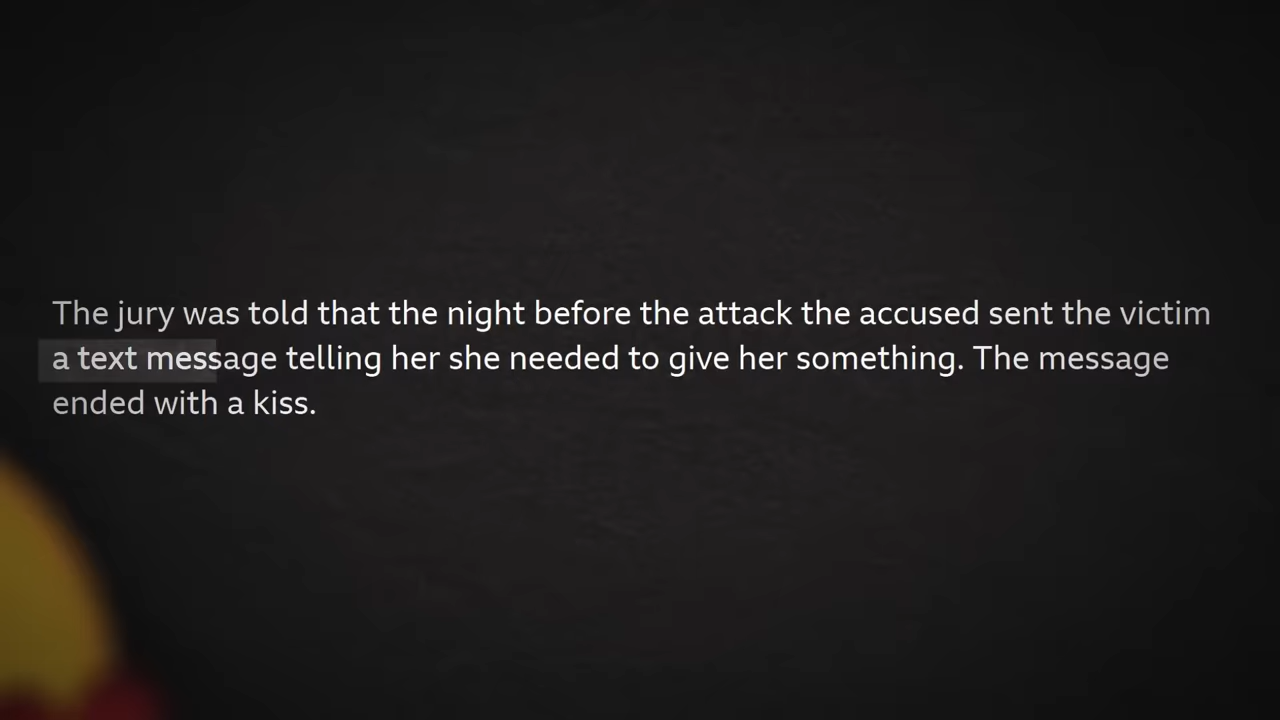 The jury was told that the night before the attack the accused sent the victim
a text message telling her she needed to give her something. The message
ended with a kiss.